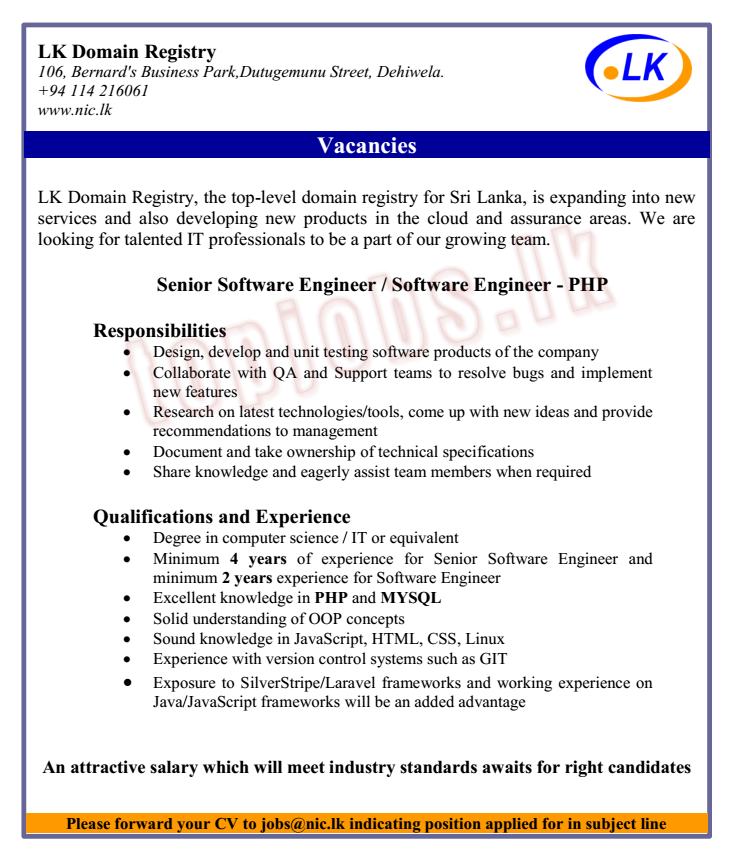 LK Domain Registry
106, Bernard's Business Park,Dutugemunu Street, Dehiwela.
+94 114 216061
www.nic.lk
.LK
Vacancies
LK Domain Registry, the top-level domain registry for Sri Lanka, is expanding into new
services and also developing new products in the cloud and assurance areas. We are
looking for talented IT professionals to be a part of our growing team.
topjobs.lk
Senior Software Engineer / Software Engineer - PHP
Responsibilities
• Design, develop and unit testing software products of the company
• Collaborate with QA and Support teams to resolve bugs and implement
new features
• Research on latest technologies/tools, come up with new ideas and provide
recommendations to management
• Document and take ownership of technical specifications
• Share knowledge and eagerly assist team members when required
Qualifications and Experience
• Degree in computer science / IT or equivalent
• Minimum 4 years of experience for Senior Software Engineer and
minimum 2 years experience for Software Engineer
• Excellent knowledge in PHP and MYSQL
• Solid understanding of OOP concepts
• Sound knowledge in JavaScript, HTML, CSS, Linux
• Experience with version control systems such as GIT
• Exposure to SilverStripe/Laravel frameworks and working experience on
Java/JavaScript frameworks will be an added advantage
An attractive salary which will meet industry standards awaits for right candidates
Please forward your CV to jobs@nic.lk indicating position applied for in subject line